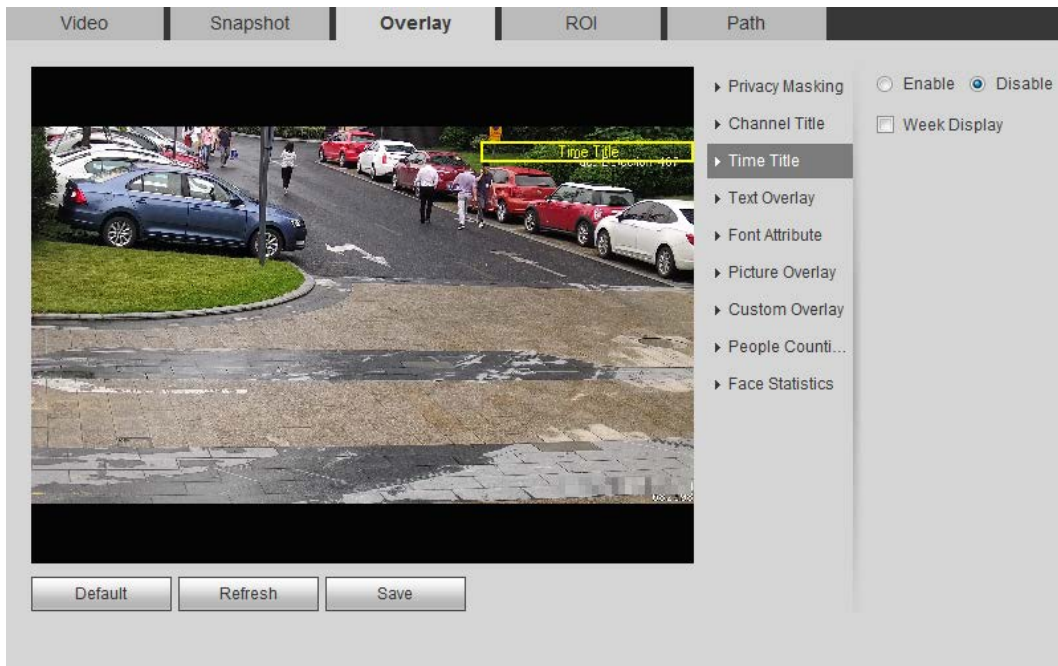 Video Snapshot Overlay ROI Path
Privacy Masking
Channel Title
Time Title
Text Overlay
Font Attribute
Picture Overlay
Custom Overlay
People Counti...
Face Statistics
Enable Disable
Week Display
Time Title
Default Refresh Save